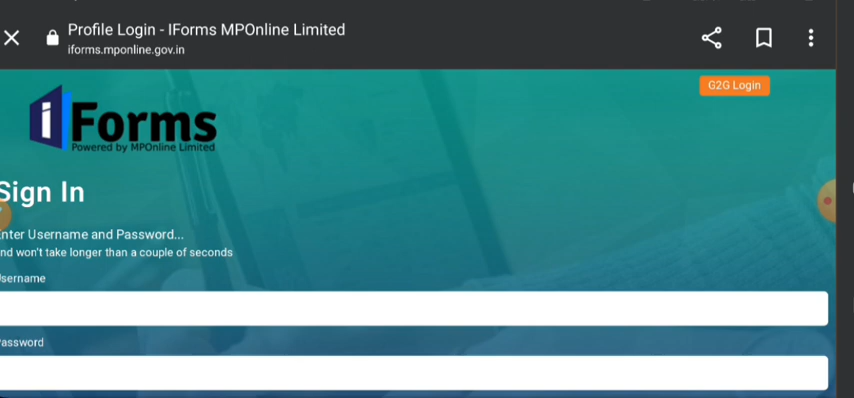 Profile Login - IForms MPOnline Limited
iforms.mponline.gov.in
G2G Login
iForms
Powered by MPOnline Limited
Sign In
nter Username and Password...
nd won't take longer than a couple of seconds
sername
assword